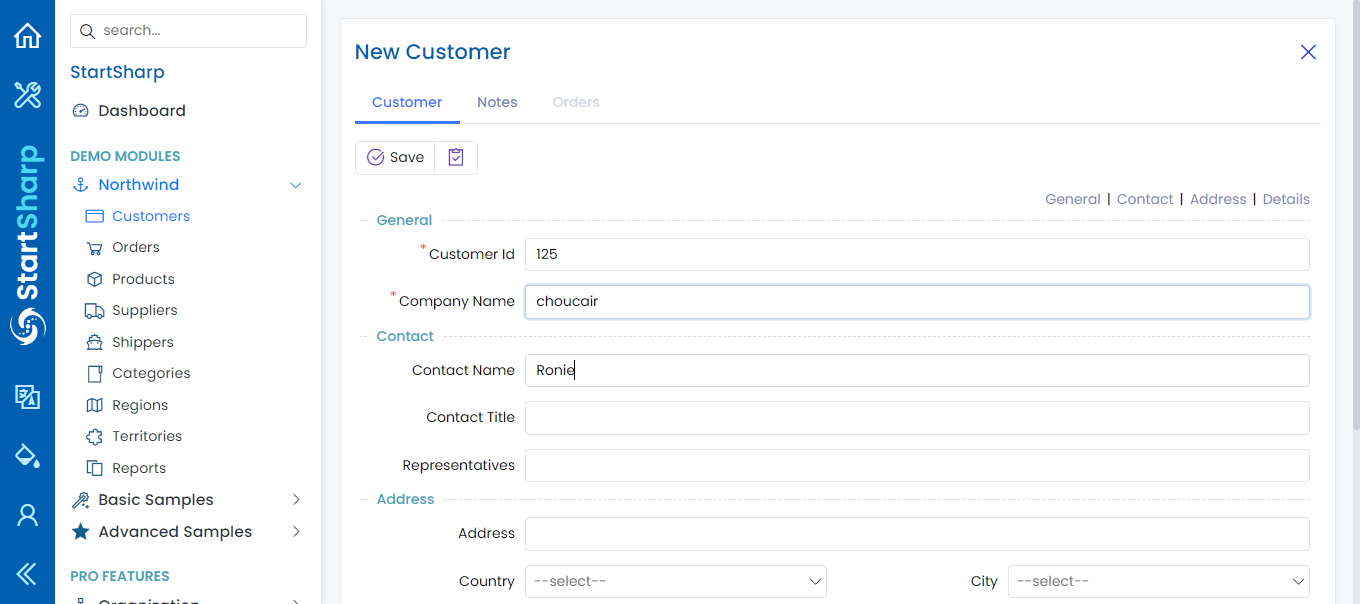 search...
StartSharp
Dashboard
DEMO MODULES
Northwind
Customers
Orders
Products
Suppliers
Shippers
Categories
Regions
Territories
Reports
Basic Samples
Advanced Samples
PRO FEATURES
Organization
StartSharp
New Customer
Customer Notes Orders
Save
General | Contact | Address | Details
General
* Customer Id 125
* Company Name choucair
Contact
Contact Name Ronie
Contact Title
Representatives
Address
Address
Country --select-- City --select--